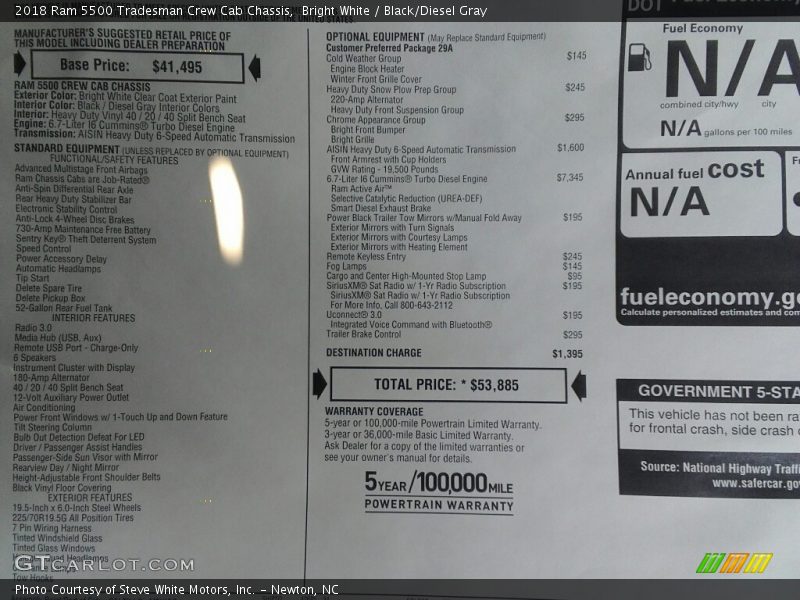 2018 Ram 5500 Tradesman Crew Cab Chassis, Bright White / Black/Diesel Gray
MANUFACTURER'S SUGGESTED RETAIL PRICE OF
THIS MODEL INCLUDING DEALER PREPARATION
Base Price: $41,495
RAM 5500 CREW CAB CHASSIS
Exterior Color: Bright White Clear Coat Exterior Paint
Interior Color: Black / Diesel Gray Interior Colors
Interior: Heavy Duty Vinyl 40 / 20 / 40 Split Bench Seat
Engine: 6.7-Liter I6 Cummins® Turbo Diesel Engine
Transmission: AISIN Heavy Duty 6-Speed Automatic Transmission
STANDARD EQUIPMENT (UNLESS REPLACED BY OPTIONAL EQUIPMENT)
FUNCTIONAL/SAFETY FEATURES
Advanced Multistage Front Airbags
Ram Chassis Cabs are Job-Rated®
Anti-Spin Differential Rear Axle
Rear Heavy Duty Stabilizer Bar
Electronic Stability Control
Anti-Lock 4-Wheel Disc Brakes
730-Amp Maintenance Free Battery
Sentry Key® Theft Deterrent System
Speed Control
Power Accessory Delay
Automatic Headlamps
Tip Start
Delete Spare Tire
Delete Pickup Box
52-Gallon Rear Fuel Tank
INTERIOR FEATURES
Radio 3.0
Media Hub (USB, Aux)
Remote USB Port - Charge-Only
6 Speakers
Instrument Cluster with Display
180-Amp Alternator
40 / 20 / 40 Split Bench Seat
12-Volt Auxiliary Power Outlet
Air Conditioning
Power Front Windows w/ 1-Touch Up and Down Feature
Tilt Steering Column
Bulb Out Detection Defeat For LED
Driver / Passenger Assist Handles
Passenger-Side Sun Visor with Mirror
Rearview Day / Night Mirror
Height-Adjustable Front Shoulder Belts
Black Vinyl Floor Covering
EXTERIOR FEATURES
19.5-Inch x 6.0-Inch Steel Wheels
225/70R19.5G All Position Tires
7 Pin Wiring Harness
Tinted Windshield Glass
Tinted Glass Windows
Tow Hooks
OPTIONAL EQUIPMENT (May Replace Standard Equipment)
Customer Preferred Package 29A
Cold Weather Group $145
Engine Block Heater
Winter Front Grille Cover
Heavy Duty Snow Plow Prep Group $245
220-Amp Alternator
Heavy Duty Front Suspension Group
Chrome Appearance Group $295
Bright Front Bumper
Bright Grille
AISIN Heavy Duty 6-Speed Automatic Transmission $1,600
Front Armrest with Cup Holders
GVW Rating - 19,500 Pounds
6.7-Liter I6 Cummins® Turbo Diesel Engine $7,345
Ram Active Air™
Selective Catalytic Reduction (UREA-DEF)
Smart Diesel Exhaust Brake
Power Black Trailer Tow Mirrors w/Manual Fold Away $195
Exterior Mirrors with Turn Signals
Exterior Mirrors with Courtesy Lamps
Exterior Mirrors with Heating Element
Remote Keyless Entry $245
Fog Lamps $145
Cargo and Center High-Mounted Stop Lamp $95
SiriusXM® Sat Radio w/ 1-Yr Radio Subscription $195
SiriusXM® Sat Radio w/ 1-Yr Radio Subscription
For More Info, Call 800-643-2112
Uconnect® 3.0 $195
Integrated Voice Command with Bluetooth®
Trailer Brake Control $295
DESTINATION CHARGE $1,395
TOTAL PRICE: * $53,885
WARRANTY COVERAGE
5-year or 100,000-mile Powertrain Limited Warranty.
3-year or 36,000-mile Basic Limited Warranty.
Ask Dealer for a copy of the limited warranties or
see your owner's manual for details.
5 YEAR/100,000 MILE
POWERTRAIN WARRANTY
DOT
Fuel Economy
N/A
combined city/hwy city
N/A gallons per 100 miles
Annual fuel cost
N/A
fueleconomy.go
Calculate personalized estimates and com
GOVERNMENT 5-STA
This vehicle has not been ra
for frontal crash, side crash
Source: National Highway Traffi
www.safercar.gov
GTcarlot.com
Photo Courtesy of Steve White Motors, Inc. - Newton, NC